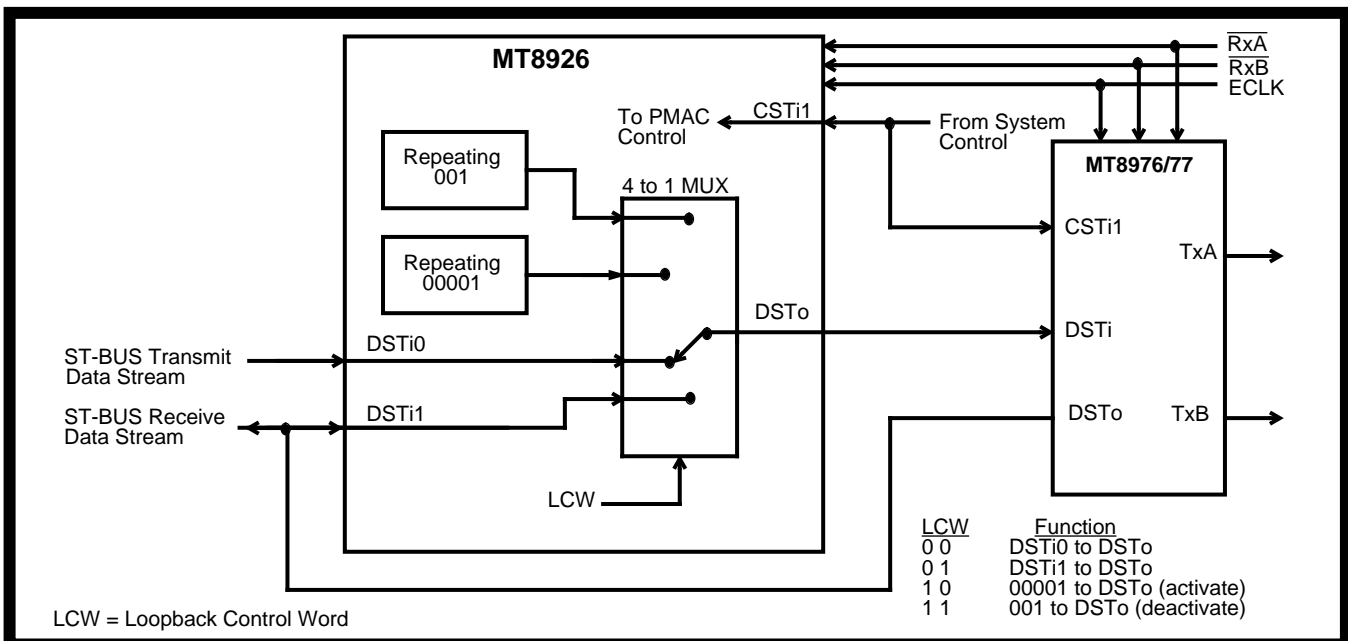 MT8926
RxA
RxB
ECLK
To PMAC
Control
CSTi1
From System
Control
MT8976/77
Repeating
001
4 to 1 MUX
CSTi1
TxA
Repeating
00001
DSTo
DSTi
ST-BUS Transmit
Data Stream
DSTi0
ST-BUS Receive
Data Stream
DSTi1
DSTo
TxB
LCW
LCW Function
0 0 DSTi0 to DSTo
0 1 DSTi1 to DSTo
1 0 00001 to DSTo (activate)
1 1 001 to DSTo (deactivate)
LCW = Loopback Control Word